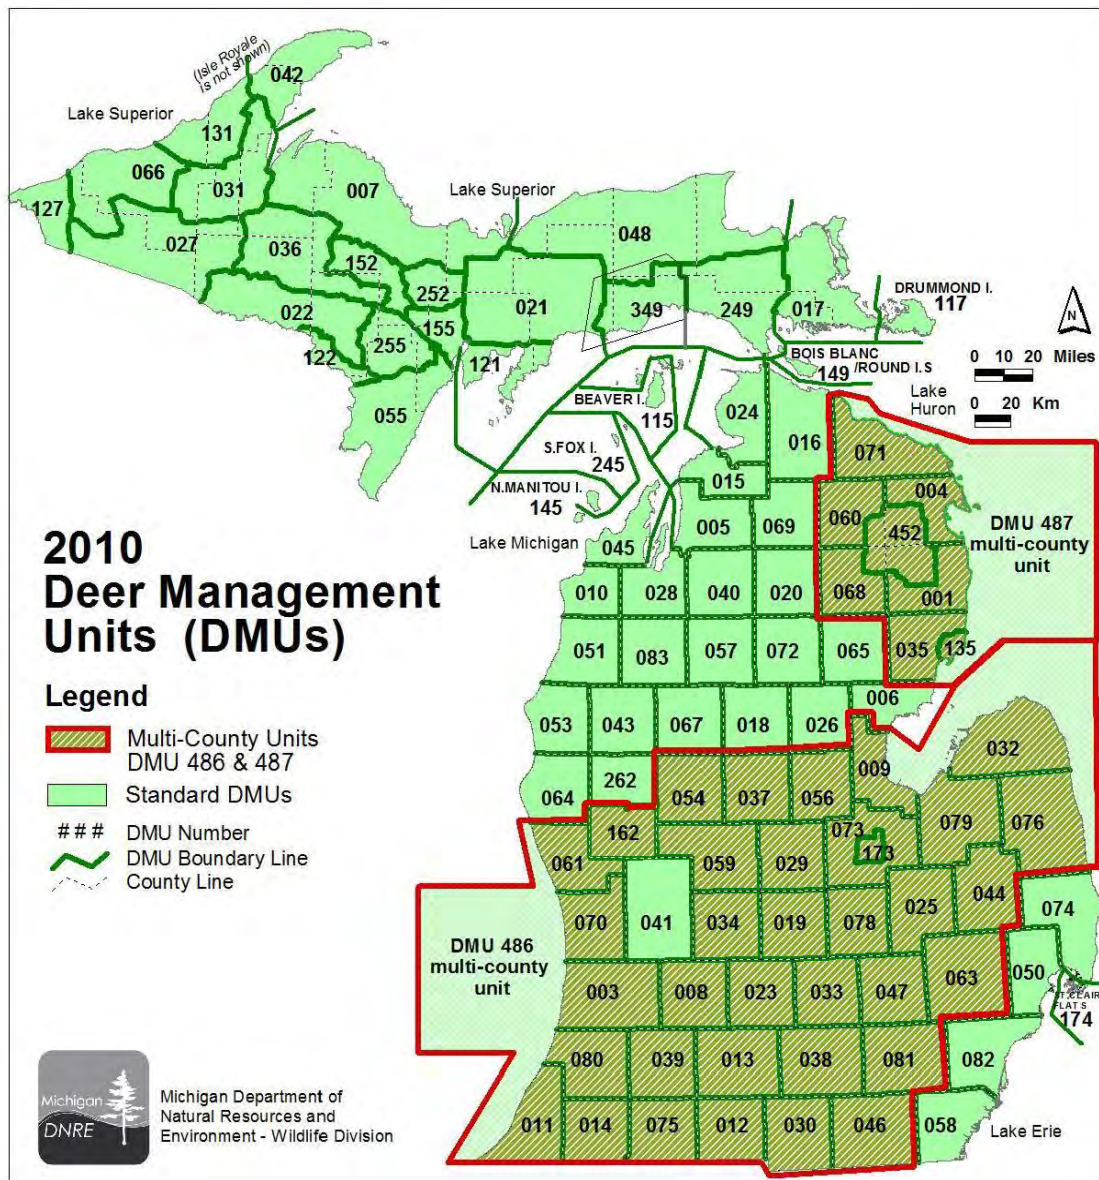 (Isle Royale
is not shown)
042
Lake Superior
131
066
031
007
Lake Superior
127
027
036
048
152
252
021
349
249
017
DRUMMOND I.
117
N
022
155
255
122
121
BOIS BLANC
/ROUND I.S
149
0 10 20 Miles
0 20 Km
Lake
Huron
055
BEAVER I.
115
024
016
071
S.FOX I.
245
N.MANITOU I.
145
015
004
060
452
005
069
DMU 487
multi-county
unit
Lake Michigan
045
2010
Deer Management
Units (DMUs)
010
028
040
020
068
001
051
083
057
072
065
035
135
006
Legend
Multi-County Units
DMU 486 & 487
Standard DMUs
# # # DMU Number
DMU Boundary Line
County Line
053
043
067
018
026
032
009
064
262
054
037
056
162
073
079
076
061
059
029
173
070
041
034
019
078
025
044
074
DMU 486
multi-county
unit
003
008
023
033
047
063
050
ST.CLAIR
FLATS
174
080
039
013
038
081
082
011
014
075
012
030
046
058
Lake Erie
Michigan
DNRE
Michigan Department of
Natural Resources and
Environment - Wildlife Division